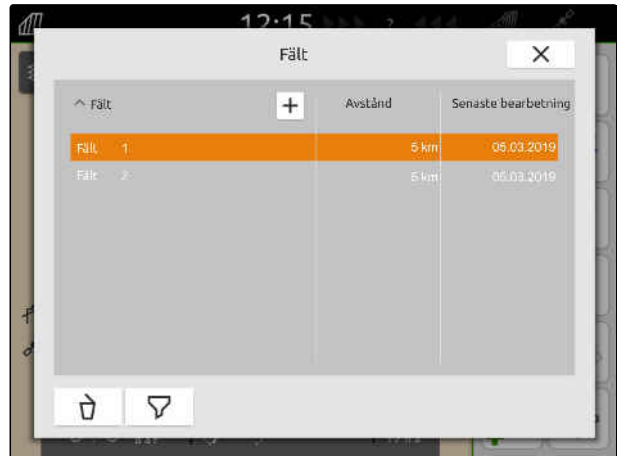 12:15
Fält
Fält Avstånd Senaste bearbetning
Fält 1 5 km 05.03.2019
Fält 2 5 km 05.03.2019